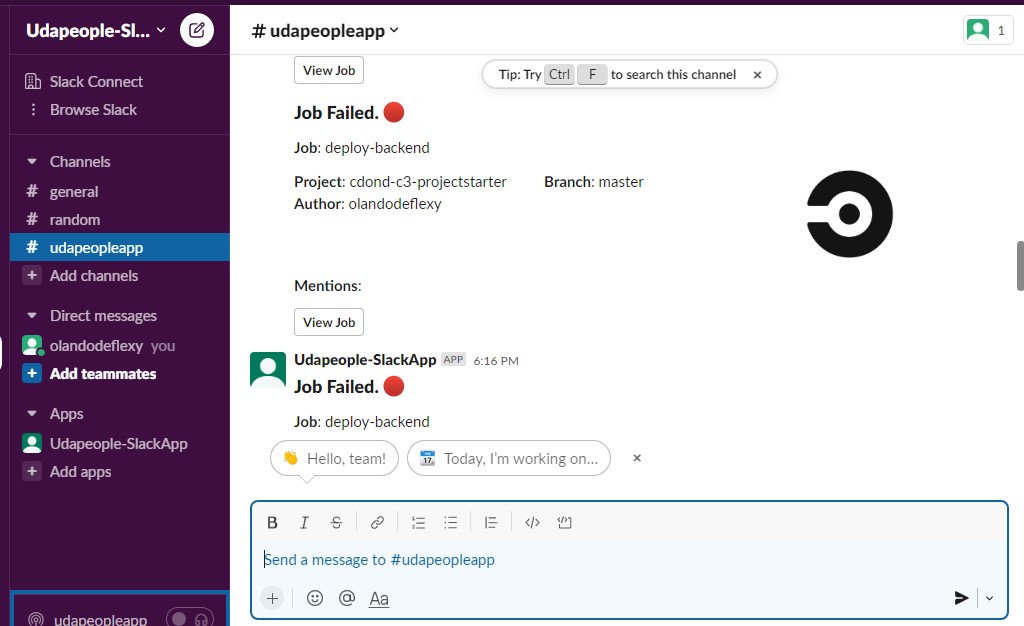 Udapeople-Sl...
Slack Connect
Browse Slack
Channels
# general
# random
# udapeopleapp
+ Add channels
Direct messages
olandodeflexy you
+ Add teammates
Apps
Udapeople-SlackApp
+ Add apps
udapeopleapp
# udapeopleapp
1
View Job
Tip: Try Ctrl F to search this channel ×
Job Failed.
Job: deploy-backend
Project: cdond-c3-projectstarter Branch: master
Author: olandodeflexy
Mentions:
View Job
Udapeople-SlackApp APP 6:16 PM
Job Failed.
Job: deploy-backend
Hello, team! Today, I'm working on... ×
B I S
Send a message to #udapeopleapp
+ @ Aa